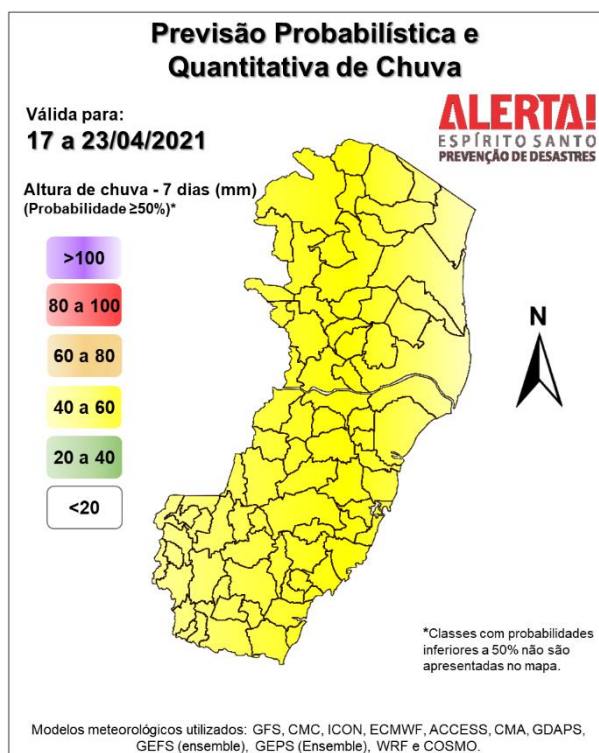 Previsão Probabilística e
Quantitativa de Chuva
Válida para:
17 a 23/04/2021
ALERTA!
ESPÍRITO SANTO
PREVENÇÃO DE DESASTRES
Altura de chuva - 7 dias (mm)
(Probabilidade ≥50%)*
>100
80 a 100
60 a 80
40 a 60
20 a 40
<20
N
*Classes com probabilidades
inferiores a 50% não são
apresentadas no mapa.
Modelos meteorológicos utilizados: GFS, CMC, ICON, ECMWF, ACCESS, CMA, GDAPS,
GEFS (ensemble), GEPS (Ensemble), WRF e COSMO.